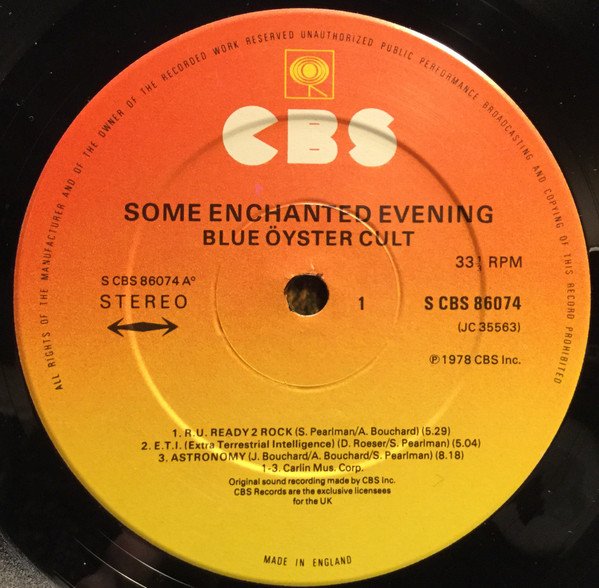 ALL RIGHTS OF THE MANUFACTURER AND OF THE OWNER OF THE RECORDED WORK RESERVED UNAUTHORIZED PUBLIC PERFORMANCE BROADCASTING AND COPYING OF THIS RECORD PROHIBITED
CBS
SOME ENCHANTED EVENING
BLUE ÖYSTER CULT
33⅓ RPM
S CBS 86074 A°
STEREO
1
S CBS 86074
(JC 35563)
℗ 1978 CBS Inc.
1. R.U. READY 2 ROCK (S. Pearlman/A. Bouchard) (5.29)
2. E.T.I. (Extra Terrestrial Intelligence) (D. Roeser/S. Pearlman) (5.04)
3. ASTRONOMY (J. Bouchard/A. Bouchard/S. Pearlman) (8.18)
1-3. Carlin Mus. Corp.
Original sound recording made by CBS Inc.
CBS Records are the exclusive licensees
for the UK
MADE IN ENGLAND